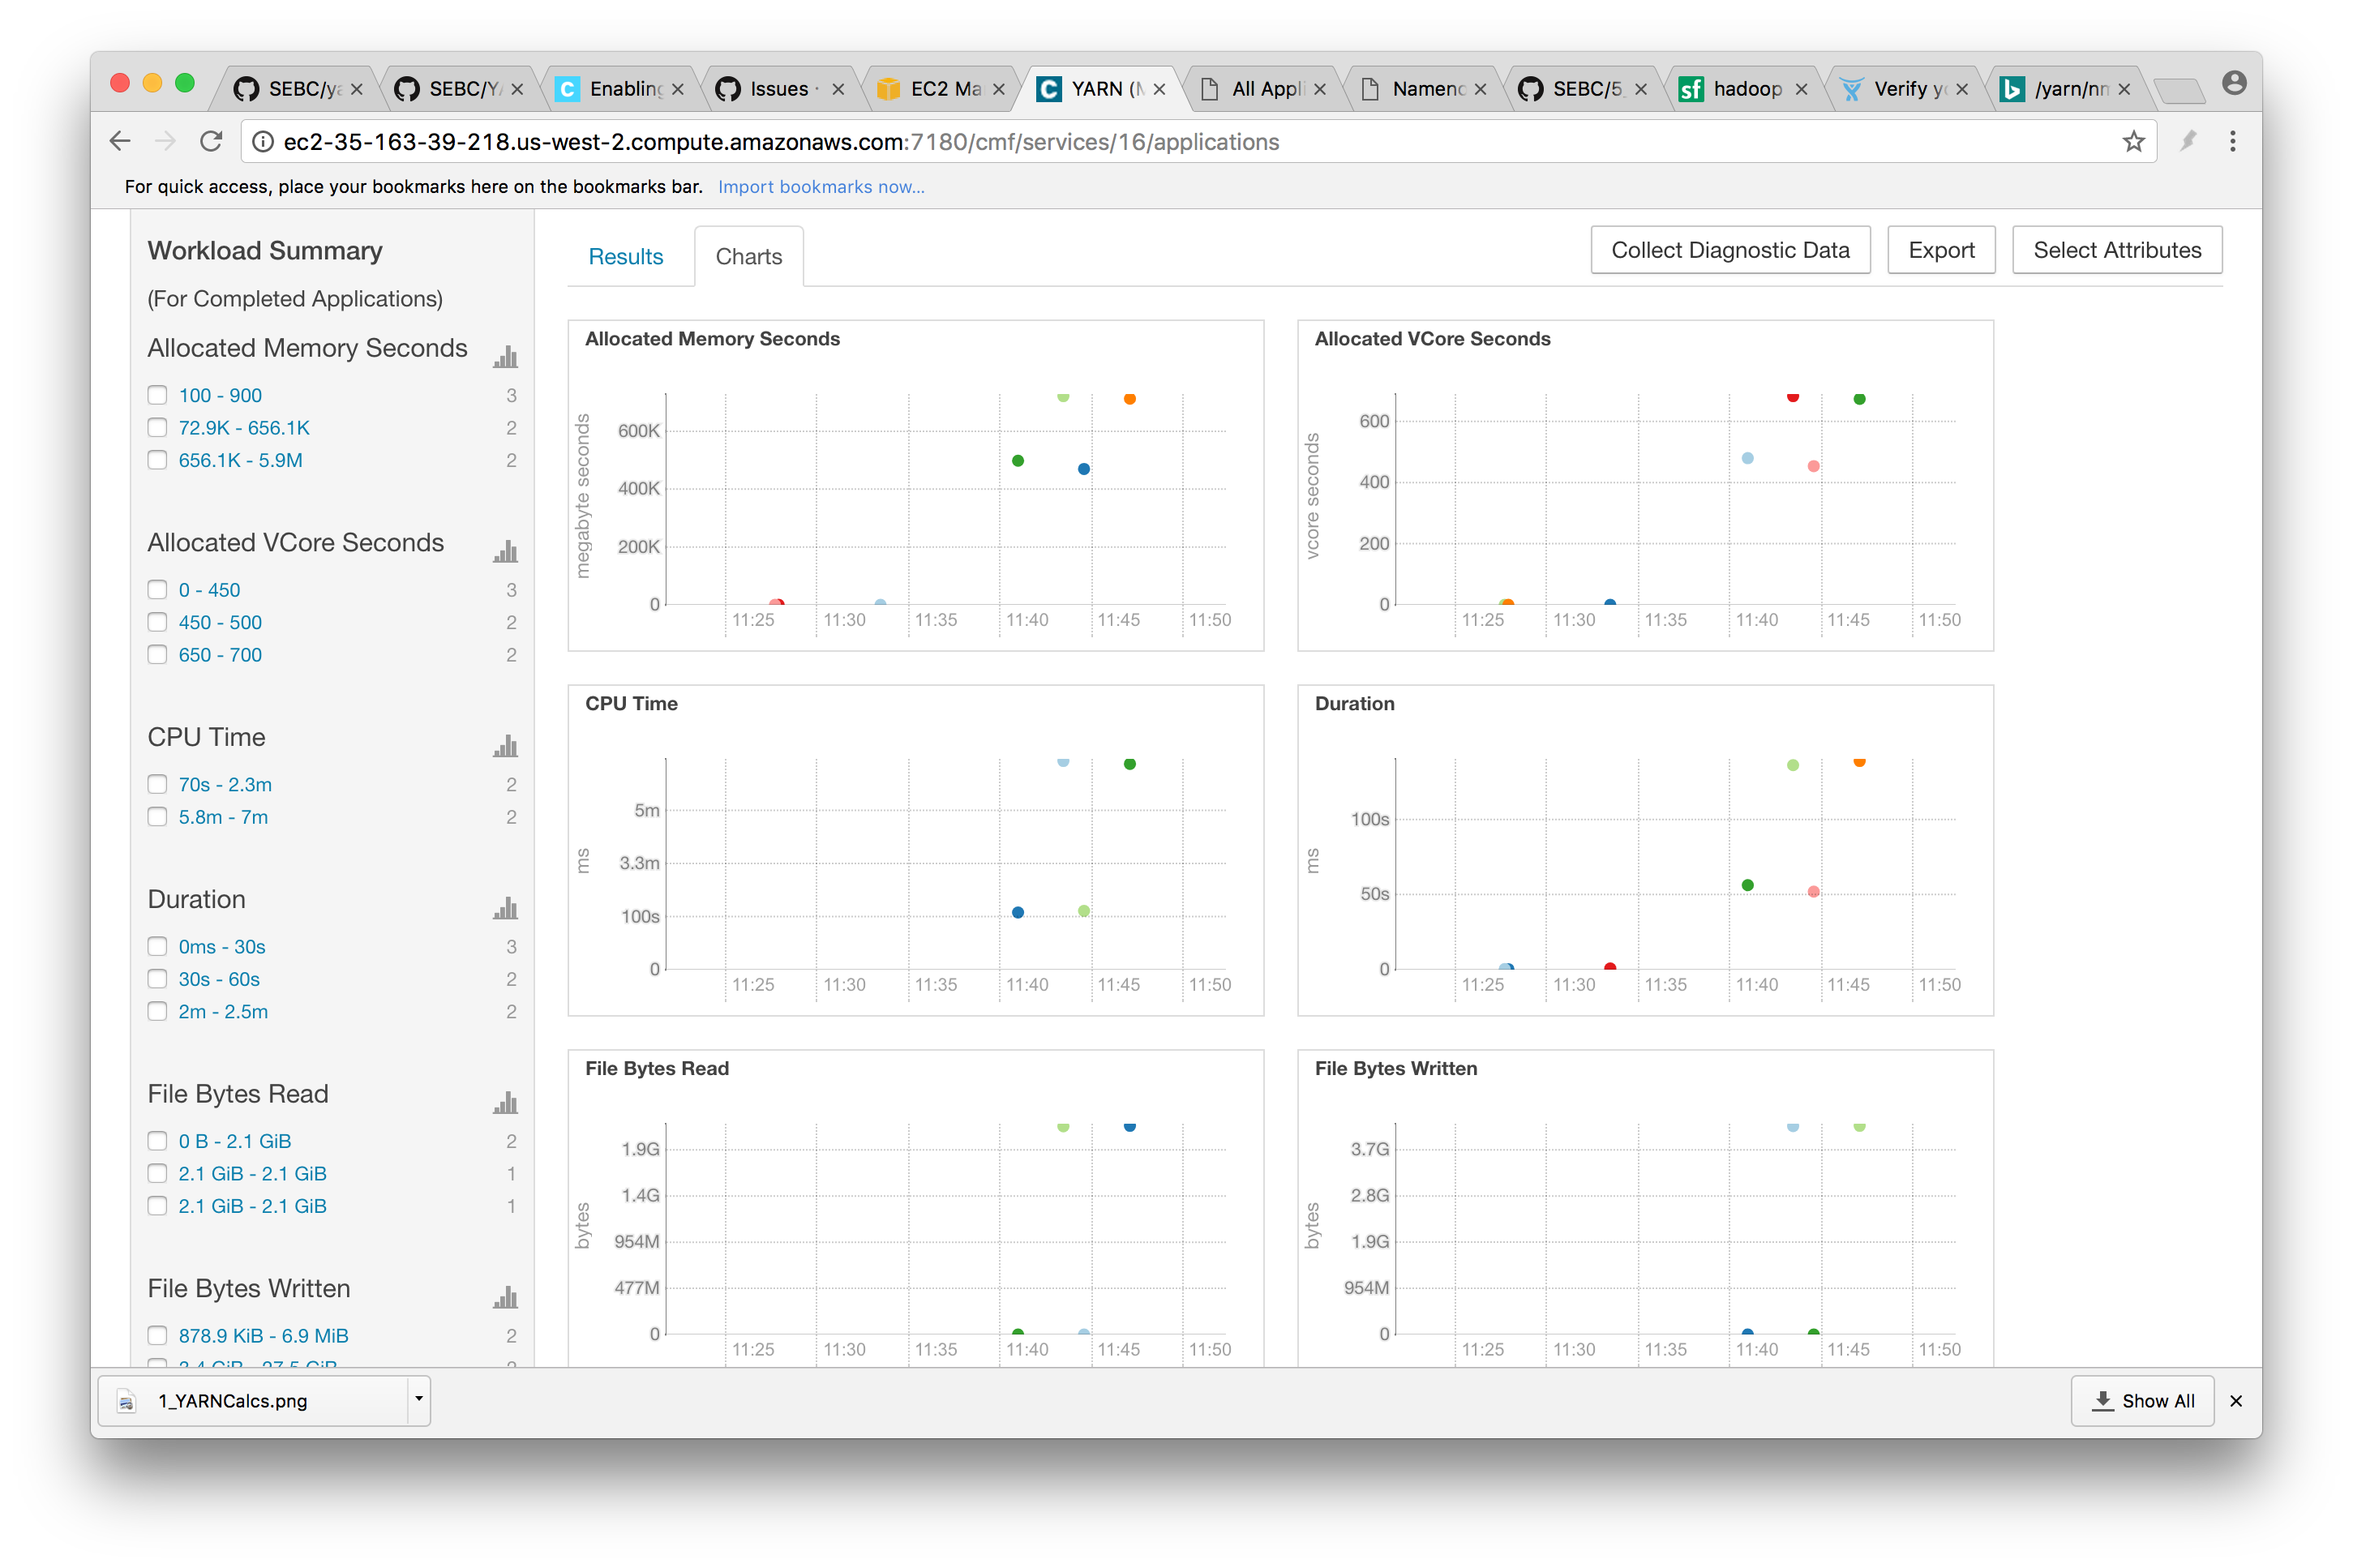 SEBC/ya
SEBC/Y
Enabling
Issues ·
EC2 Ma
YARN (M
All Appl
Namen
SEBC/5
hadoop
Verify y
/yarn/nm
ec2-35-163-39-218.us-west-2.compute.amazonaws.com:7180/cmf/services/16/applications
For quick access, place your bookmarks here on the bookmarks bar. Import bookmarks now...
Workload Summary
(For Completed Applications)
Allocated Memory Seconds
100 - 900 3
72.9K - 656.1K 2
656.1K - 5.9M 2
Allocated VCore Seconds
0 - 450 3
450 - 500 2
650 - 700 2
CPU Time
70s - 2.3m 2
5.8m - 7m 2
Duration
0ms - 30s 3
30s - 60s 2
2m - 2.5m 2
File Bytes Read
0 B - 2.1 GiB 2
2.1 GiB - 2.1 GiB 1
2.1 GiB - 2.1 GiB 1
File Bytes Written
878.9 KiB - 6.9 MiB 2
Results Charts
Collect Diagnostic Data Export Select Attributes
Allocated Memory Seconds
megabyte seconds
600K
400K
200K
0
11:25 11:30 11:35 11:40 11:45 11:50
Allocated VCore Seconds
vcore seconds
600
400
200
0
11:25 11:30 11:35 11:40 11:45 11:50
CPU Time
ms
5m
3.3m
100s
0
11:25 11:30 11:35 11:40 11:45 11:50
Duration
ms
100s
50s
0
11:25 11:30 11:35 11:40 11:45 11:50
File Bytes Read
bytes
1.9G
1.4G
954M
477M
0
11:25 11:30 11:35 11:40 11:45 11:50
File Bytes Written
bytes
3.7G
2.8G
1.9G
954M
0
11:25 11:30 11:35 11:40 11:45 11:50
1_YARNCalcs.png
Show All